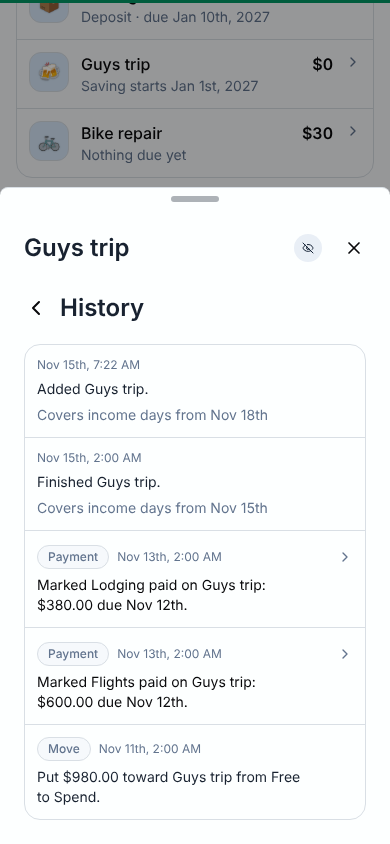 Deposit · due Jan 10th, 2027
Guys trip
$0
Saving starts Jan 1st, 2027
Bike repair
$30
Nothing due yet
Guys trip
History
Nov 15th, 7:22 AM
Added Guys trip.
Covers income days from Nov 18th
Nov 15th, 2:00 AM
Finished Guys trip.
Covers income days from Nov 15th
Payment
Nov 13th, 2:00 AM
Marked Lodging paid on Guys trip:
$380.00 due Nov 12th.
Payment
Nov 13th, 2:00 AM
Marked Flights paid on Guys trip:
$600.00 due Nov 12th.
Move
Nov 11th, 2:00 AM
Put $980.00 toward Guys trip from Free
to Spend.